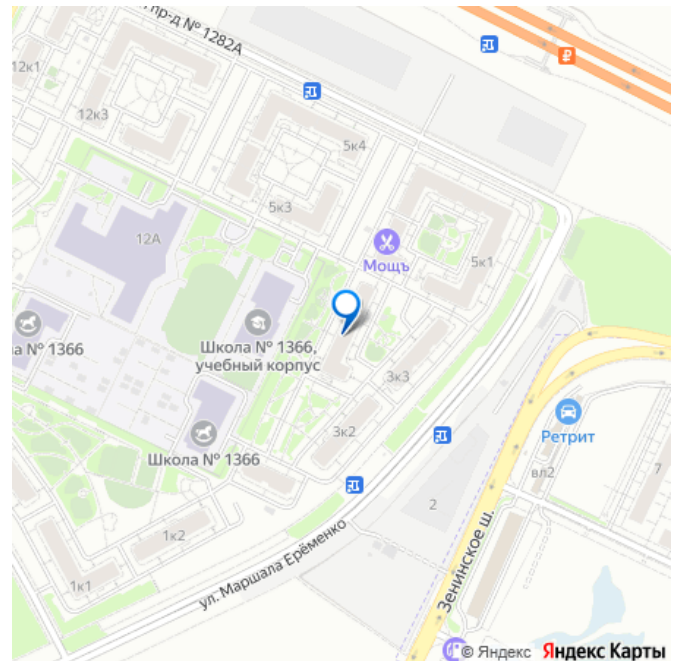 пр-д № 1282А
12к1
12к3
5к4
5к3
12А
Мощъ
5к1
Школа № 1366,
учебный корпус
а № 1366
3к3
Ретрит
3к2
Школа № 1366
вл2
7
2
1к2
ул. Маршала Ерёменко
Зенинское ш.
1к1
© Яндекс Яндекс Карты